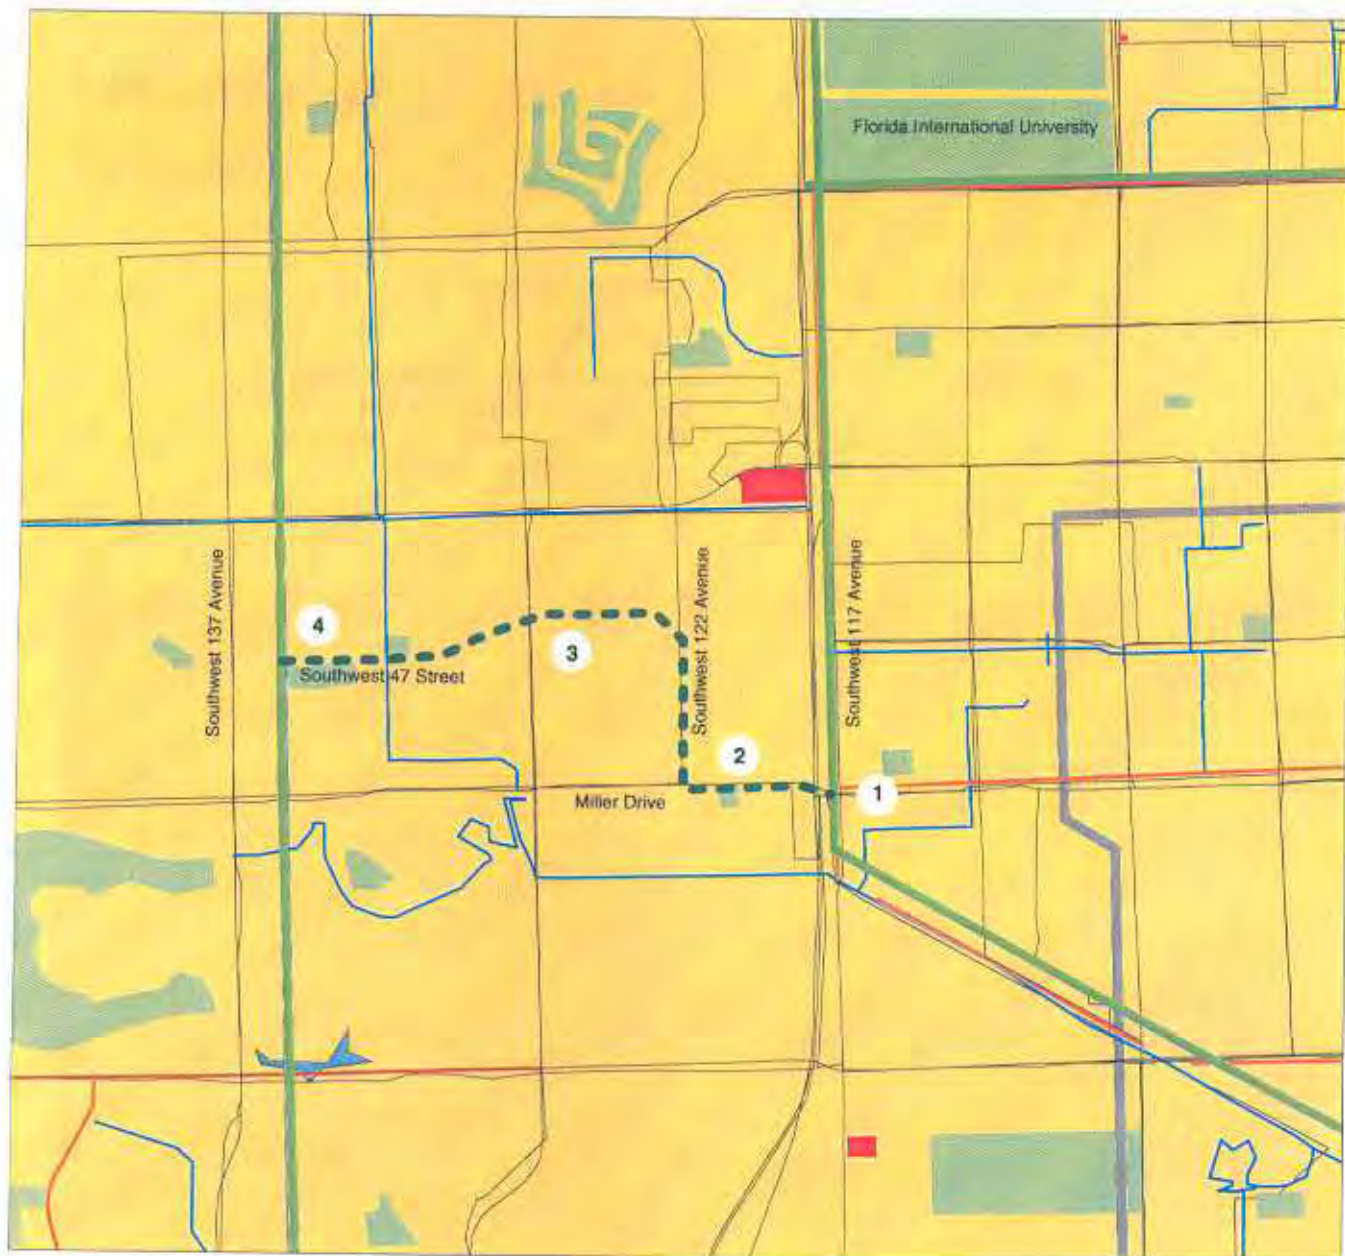 Florida International University
Southwest 137 Avenue
Southwest 122 Avenue
Southwest 117 Avenue
4
3
Southwest 47 Street
2
1
Miller Drive